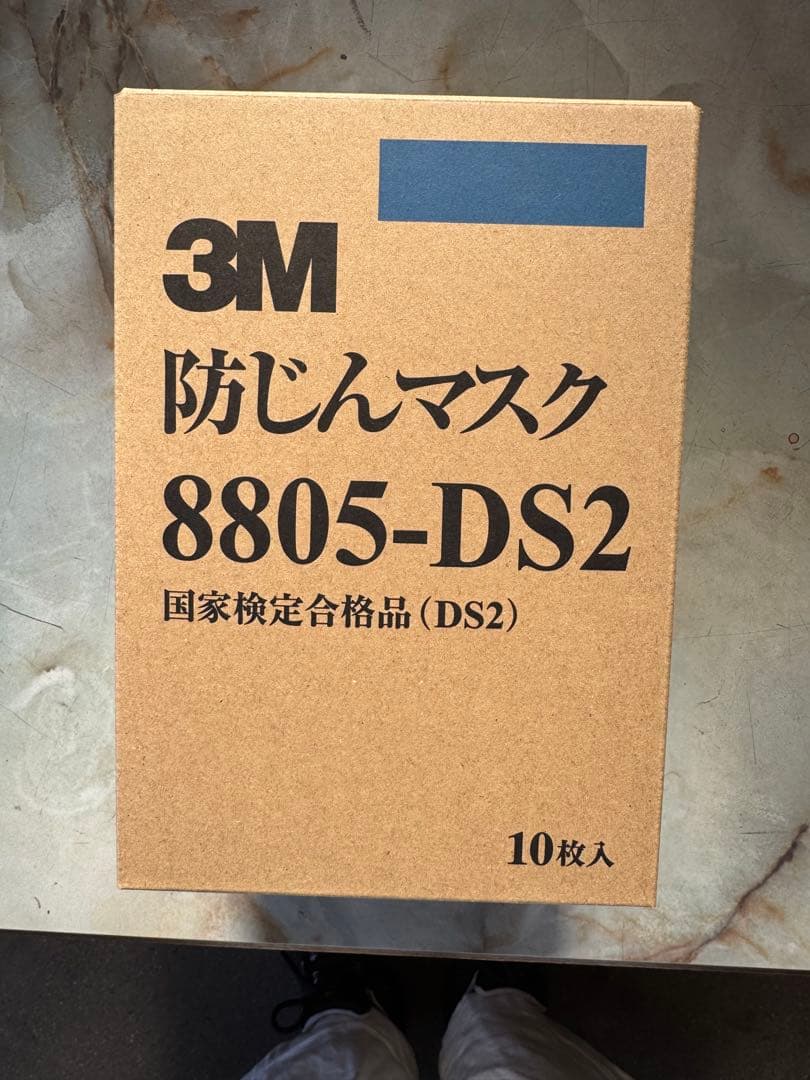 3M
防じんマスク
8805-DS2
国家検定合格品(DS2)
10枚入